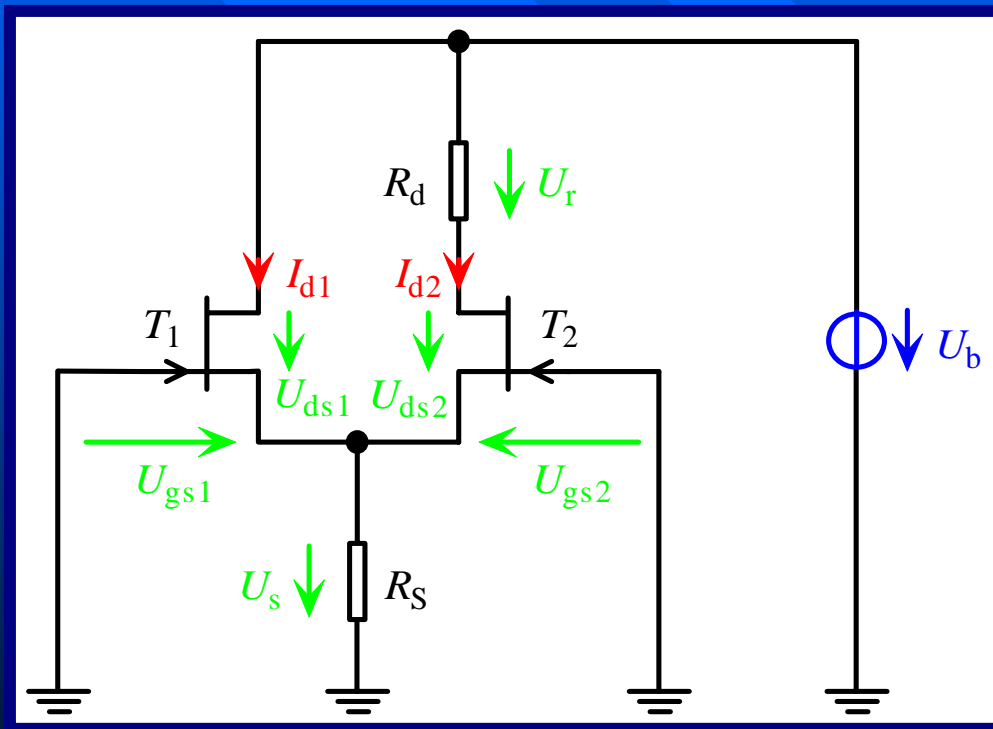 R_d U_r
I_d1 I_d2
T_1 T_2
U_b
U_ds1 U_ds2
U_gs1 U_gs2
U_s R_S